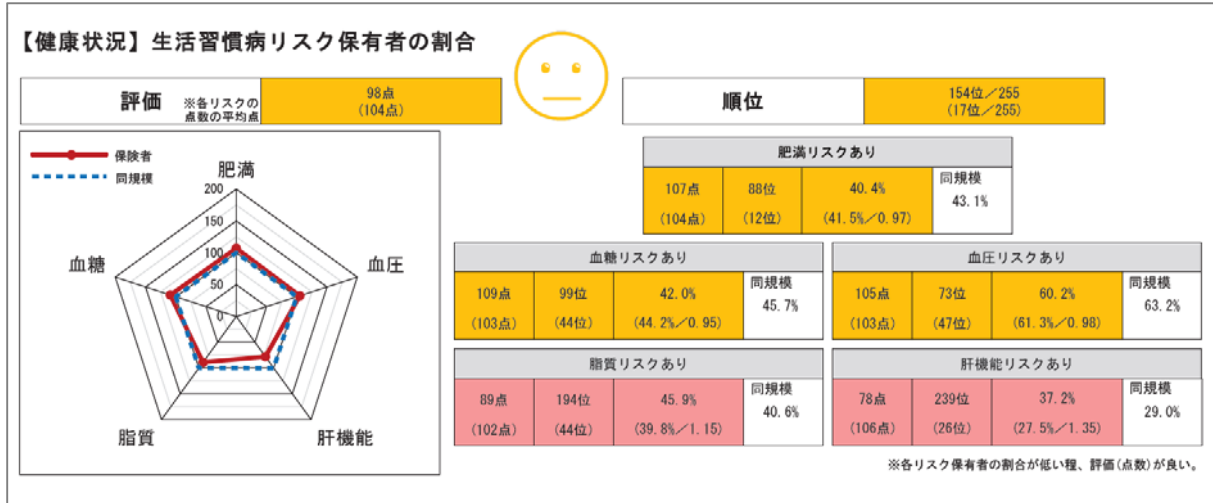 【健康状況】生活習慣病リスク保有者の割合
評価
※各リスクの
点数の平均点
98点
(104点)
順位
154位/255
(17位/255)
保険者
同規模
肥満
血圧
肝機能
脂質
血糖
200
150
100
50
0
肥満リスクあり
107点 88位 40.4% 同規模
(104点) (12位) (41.5%/0.97) 43.1%
血糖リスクあり
109点 99位 42.0% 同規模
(103点) (44位) (44.2%/0.95) 45.7%
血圧リスクあり
105点 73位 60.2% 同規模
(103点) (47位) (61.3%/0.98) 63.2%
脂質リスクあり
89点 194位 45.9% 同規模
(102点) (44位) (39.8%/1.15) 40.6%
肝機能リスクあり
78点 239位 37.2% 同規模
(106点) (26位) (27.5%/1.35) 29.0%
※各リスク保有者の割合が低い程、評価(点数)が良い。